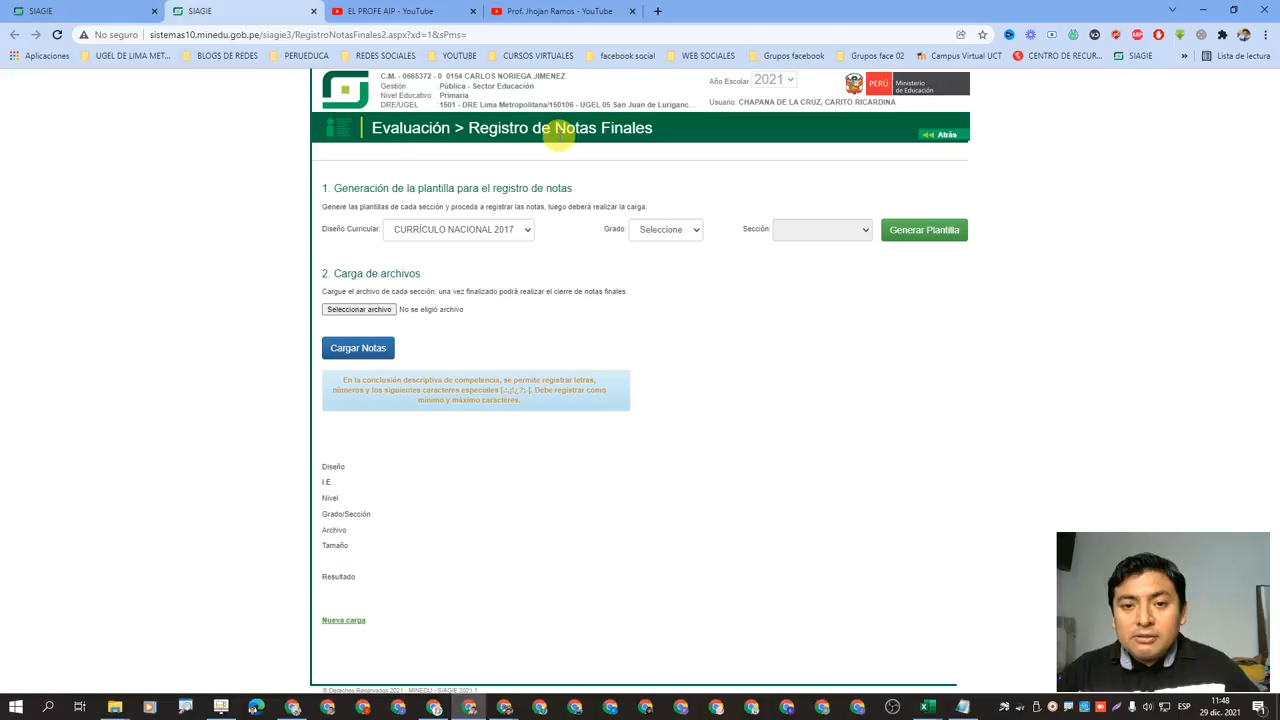 SIAGIE
SIAGIE
Prof. Jhojan Ramos - YouTube
EL FONDO
No seguro
sistemas10.minedu.gob.pe/siagie3/RegistroNotasFinales2.aspx?xd=1&sPms=
Aplicaciones
UGEL DE LIMA MET...
BLOGS DE REDES
PERUEDUCA
REDES SOCIALES
YOUTUBE
CURSOS VIRTUALES
facebook social
WEB SOCIALES
Grupos facebook
Grupos face 02
Campus Virtual UCT
CENTRO DE RECUR...
C.M. - 0665372 - 0 0154 CARLOS NORIEGA JIMENEZ
Gestión :Pública - Sector Educación
Nivel Educativo :Primaria
DRE/UGEL :1501 - DRE Lima Metropolitana/150106 - UGEL 05 San Juan de Luriganc...
Año Escolar 2021
PERÚ Ministerio de Educación
Usuario: CHAPANA DE LA CRUZ, CARITO RICARDINA
Evaluación > Registro de Notas Finales
Atrás
1. Generación de la plantilla para el registro de notas
Genere las plantillas de cada sección y proceda a registrar las notas, luego deberá realizar la carga.
Diseño Curricular: CURRÍCULO NACIONAL 2017 Grado: Seleccione Sección: Generar Plantilla
2. Carga de archivos
Cargue el archivo de cada sección, una vez finalizado podrá realizar el cierre de notas finales
Seleccionar archivo No se eligió archivo
Cargar Notas
En la conclusión descriptiva de competencia, se permite registrar letras,
números y los siguientes caracteres especiales Debe registrar como
mínimo y máximo caracteres.
Diseño
I.E.
Nivel
Grado/Sección
Archivo
Tamaño
Resultado
Nueva carga
© Derechos Reservados 2021 - MINEDU - SIAGIE 2021.1
ESP
11:48
29 dic.2021